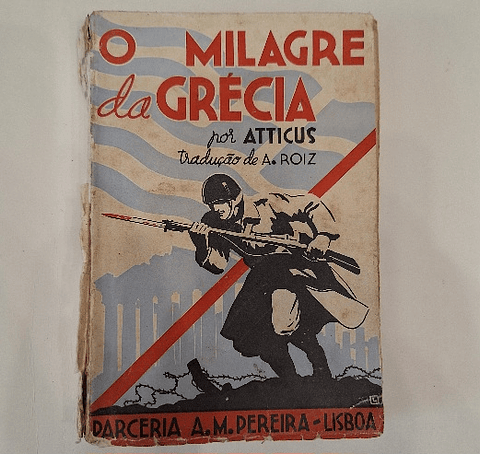 O MILAGRE
da GRÉCIA
por ATTICUS
tradução de A. ROIZ
PARCERIA A.M. PEREIRA - LISBOA